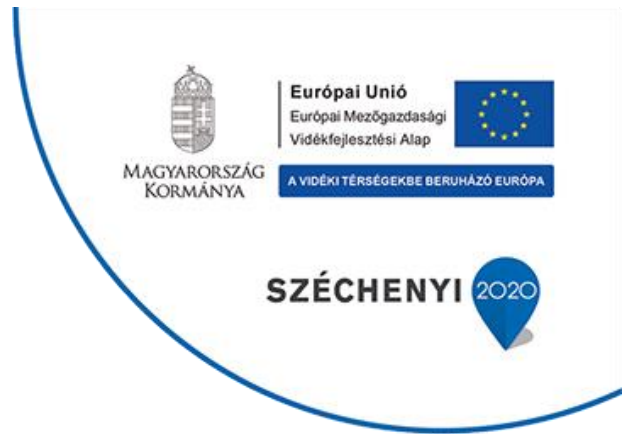 MAGYARORSZÁG
KORMÁNYA
Európai Unió
Európai Mezőgazdasági
Vidékfejlesztési Alap
A VIDÉKI TÉRSÉGEKBE BERUHÁZÓ EURÓPA
SZÉCHENYI 2020